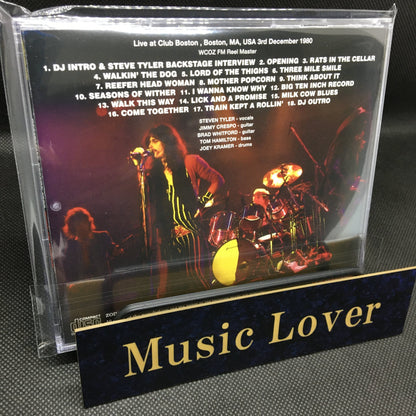 Live at Club Boston , Boston, MA, USA 3rd December 1980
WCOZ FM Reel Master
1. DJ INTRO & STEVE TYLER BACKSTAGE INTERVIEW 2. OPENING 3. RATS IN THE CELLAR
4. WALKIN' THE DOG 5. LORD OF THE THIGHS 6. THREE MILE SMILE
7. REEFER HEAD WOMAN 8. MOTHER POPCORN 9. THINK ABOUT IT
10. SEASONS OF WITHER 11. I WANNA KNOW WHY 12. BIG TEN INCH RECORD
13. WALK THIS WAY 14. LICK AND A PROMISE 15. MILK COW BLUES
16. COME TOGETHER 17. TRAIN KEPT A ROLLIN' 18. DJ OUTRO
STEVEN TYLER - vocals
JIMMY CRESPO - guitar
BRAD WHITFORD - guitar
TOM HAMILTON - bass
JOEY KRAMER - drums
COMPACT
disc
Music Lover